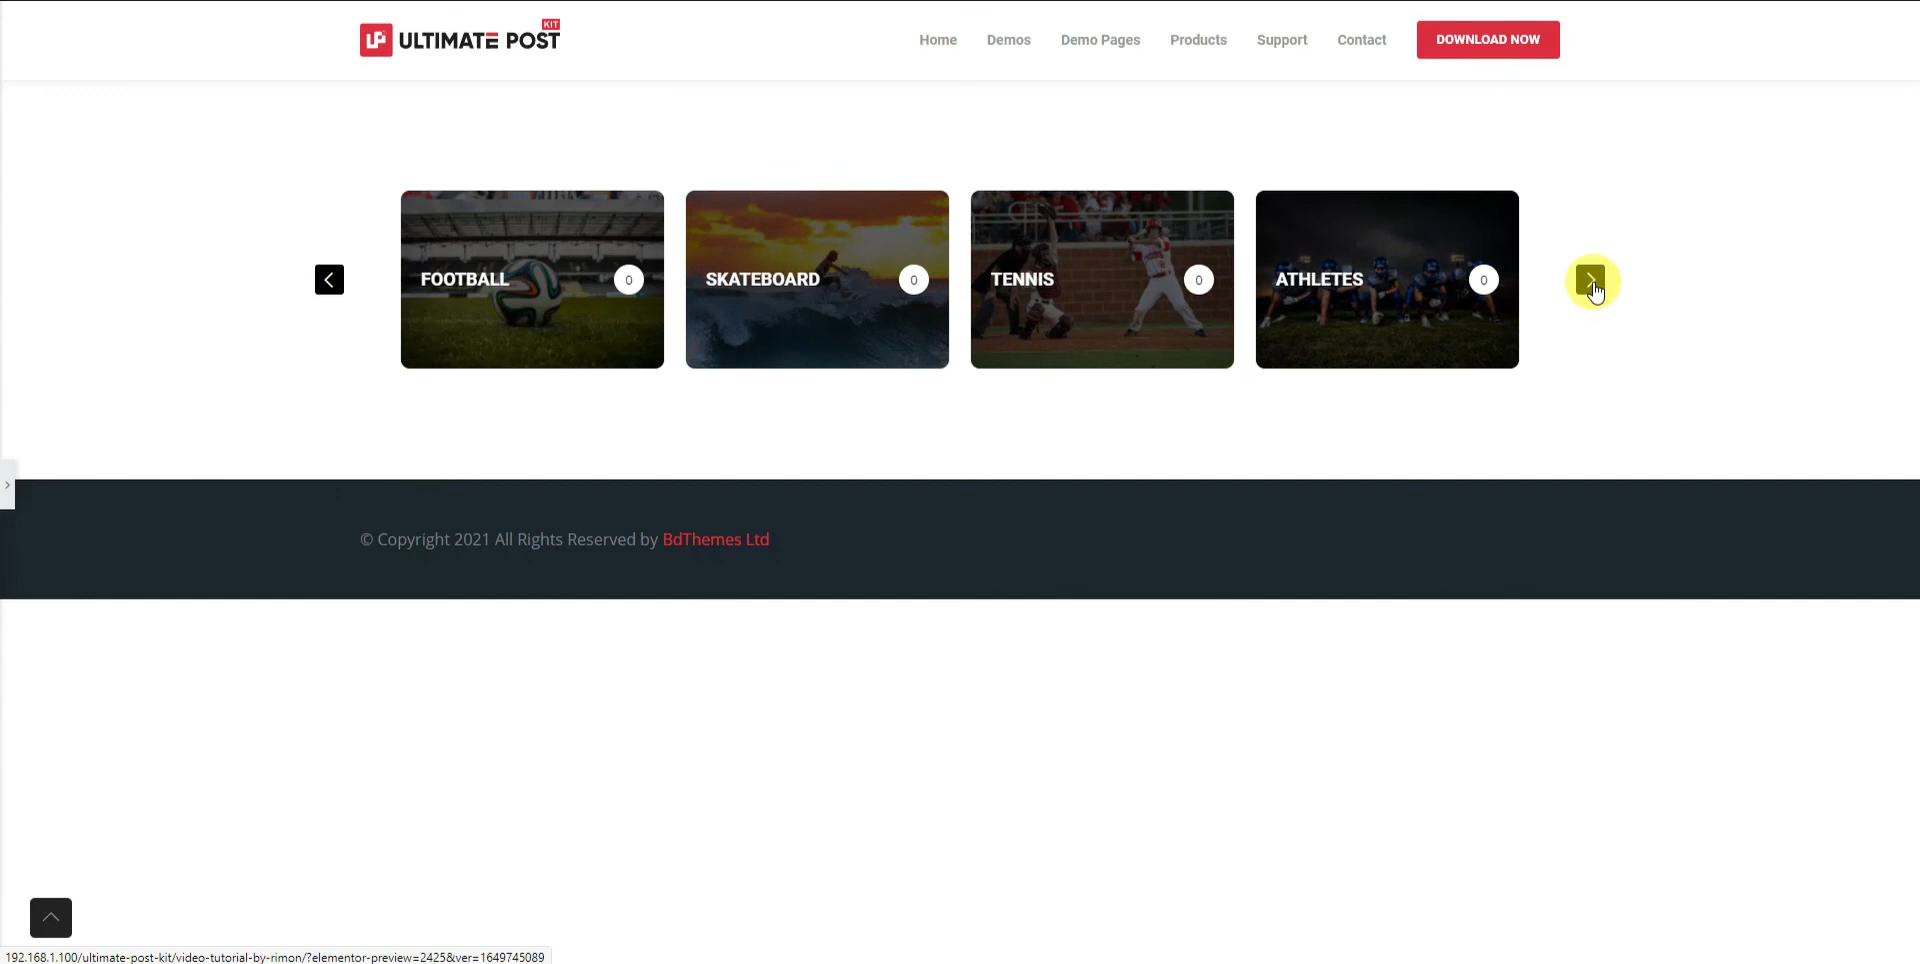 KIT
UP ULTIMATE POST
Home Demos Demo Pages Products Support Contact DOWNLOAD NOW
FOOTBALL 0 SKATEBOARD 0 TENNIS 0 ATHLETES 0
© Copyright 2021 All Rights Reserved by BdThemes Ltd
192.168.1.100/ultimate-post-kit/video-tutorial-by-rimon/?elementor-preview=2425&ver=1649745089